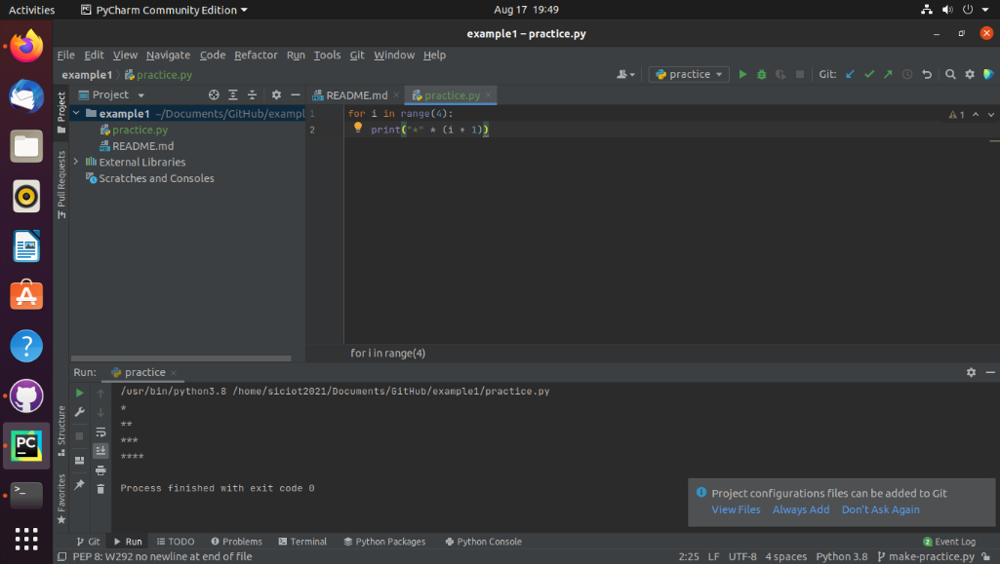 Activities PyCharm Community Edition Aug 17 19:49
example1 – practice.py
File Edit View Navigate Code Refactor Run Tools Git Window Help
example1 practice.py practice Git:
Project README.md practice.py
example1 ~/Documents/GitHub/exampl
practice.py
README.md
External Libraries
Scratches and Consoles
Project
Pull Requests
1 for i in range(4):
2 print("*" * (i + 1))
1
for i in range(4)
Run: practice
/usr/bin/python3.8 /home/siciot2021/Documents/GitHub/example1/practice.py
*
**
***
****
Process finished with exit code 0
Structure
Favorites
Project configurations files can be added to Git
View Files Always Add Don't Ask Again
Git Run TODO Problems Terminal Python Packages Python Console 2 Event Log
PEP 8: W292 no newline at end of file 2:25 LF UTF-8 4 spaces Python 3.8 make-practice.py
PC